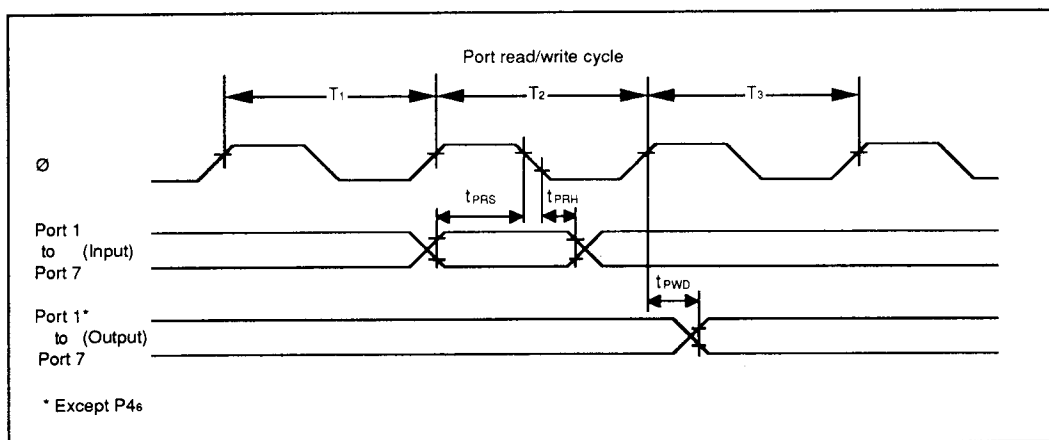 Port read/write cycle
T1 T2 T3
Ø
tPRS tPRH
Port 1
to (Input)
Port 7
tPWD
Port 1*
to (Output)
Port 7
* Except P46